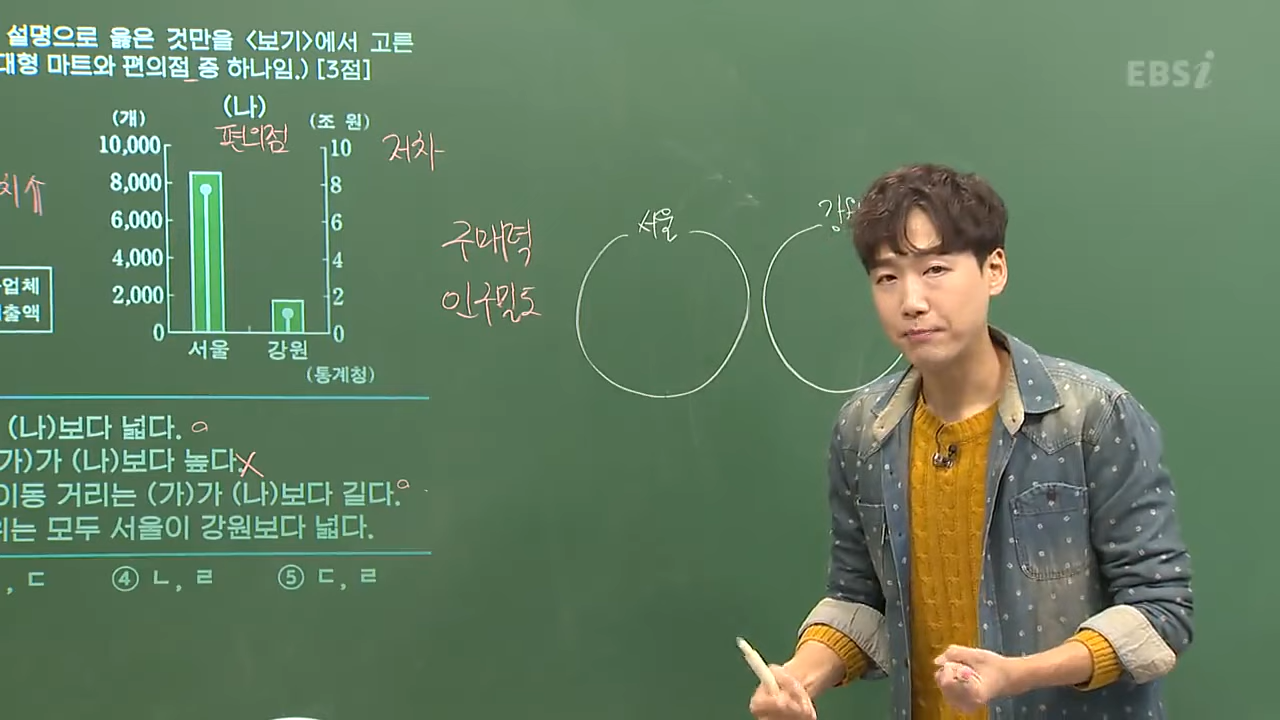 설명으로 옳은 것만을 <보기>에서 고른
대형 마트와 편의점 중 하나임.) [3점]
EBSi
(나)
(개)
(조 원)
편의점
저차
10,000
8,000
6,000
4,000
2,000
0
10
8
6
4
2
0
서울 강원
(통계청)
치↑
업체
출액
구매력
인구밀도
서울
강원
(나)보다 넓다. o
가)가 (나)보다 높다. X
이동 거리는 (가)가 (나)보다 길다. o
위는 모두 서울이 강원보다 넓다.
, ㄷ ④ ㄴ, ㄹ ⑤ ㄷ, ㄹ